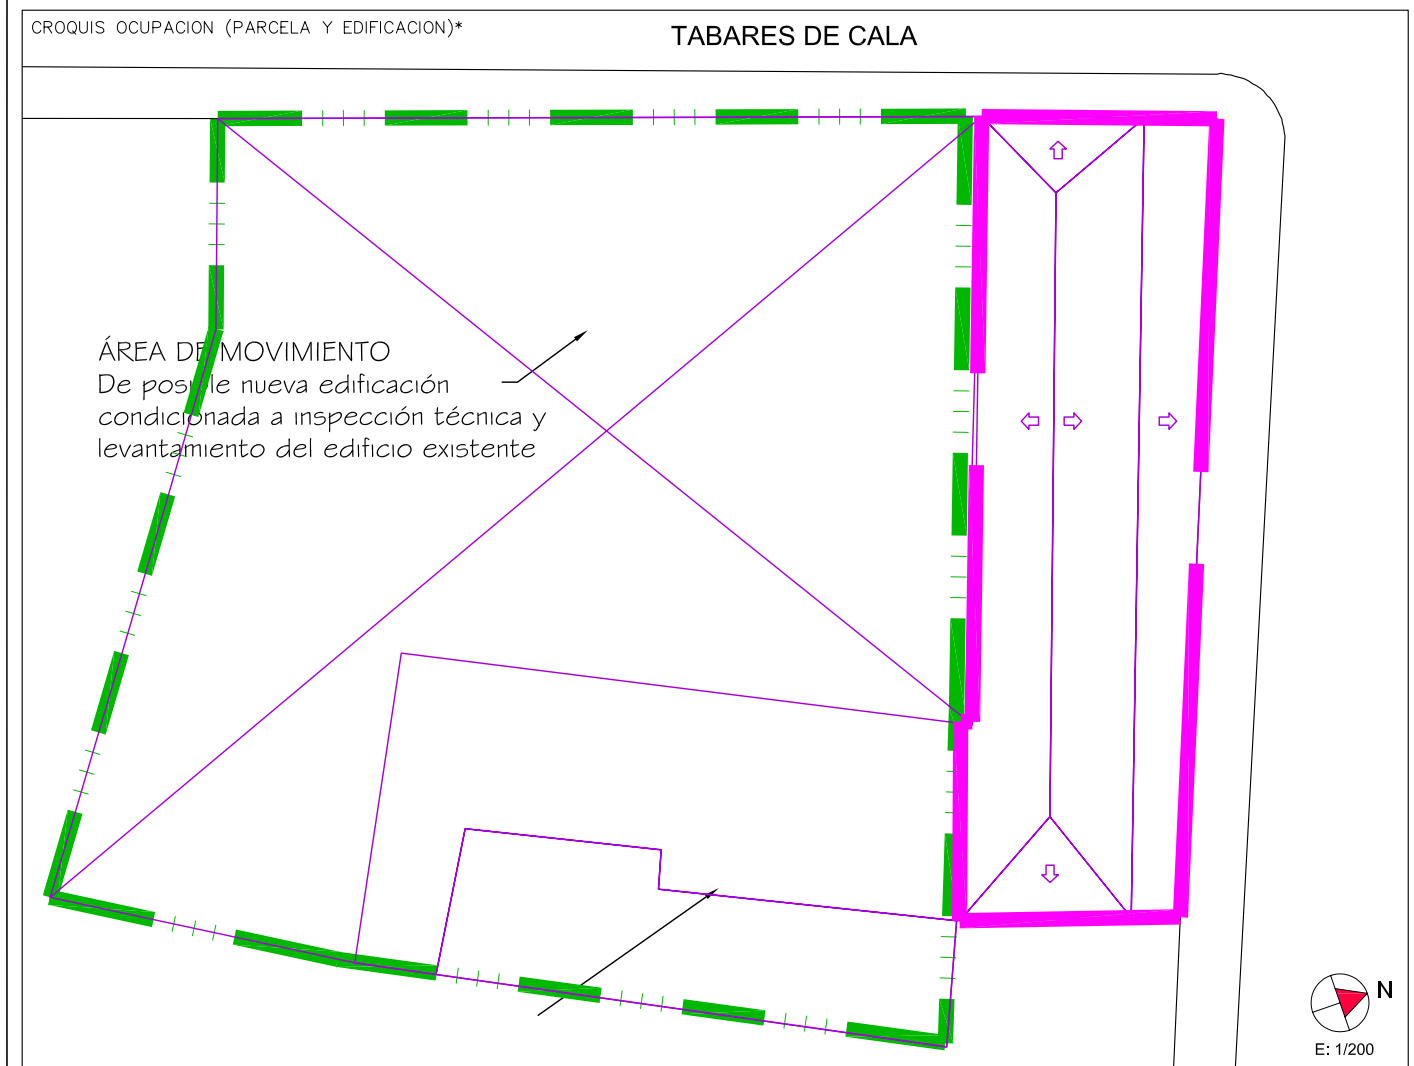 CROQUIS OCUPACION (PARCELA Y EDIFICACION)*
TABARES DE CALA
ÁREA DE MOVIMIENTO
De posible nueva edificación
condicionada a inspección técnica y
levantamiento del edificio existente
N
E: 1/200